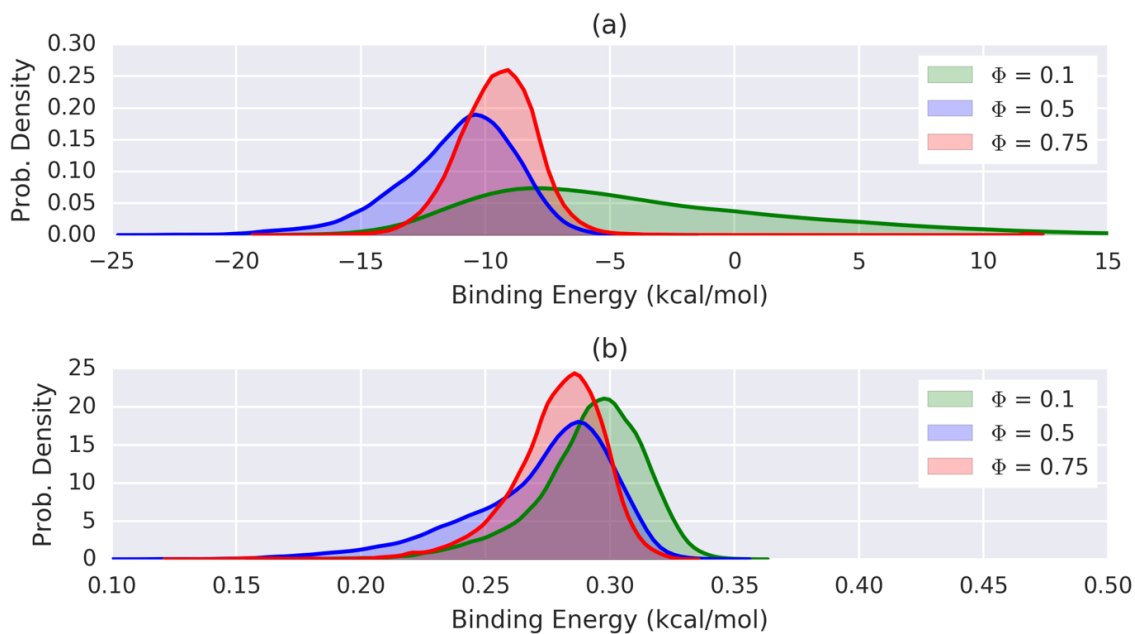 (a)
Prob. Density
0.30
0.25
0.20
0.15
0.10
0.05
0.00
−25 −20 −15 −10 −5 0 5 10 15
Binding Energy (kcal/mol)
Φ = 0.1
Φ = 0.5
Φ = 0.75
(b)
Prob. Density
25
20
15
10
5
0
0.10 0.15 0.20 0.25 0.30 0.35 0.40 0.45 0.50
Binding Energy (kcal/mol)
Φ = 0.1
Φ = 0.5
Φ = 0.75